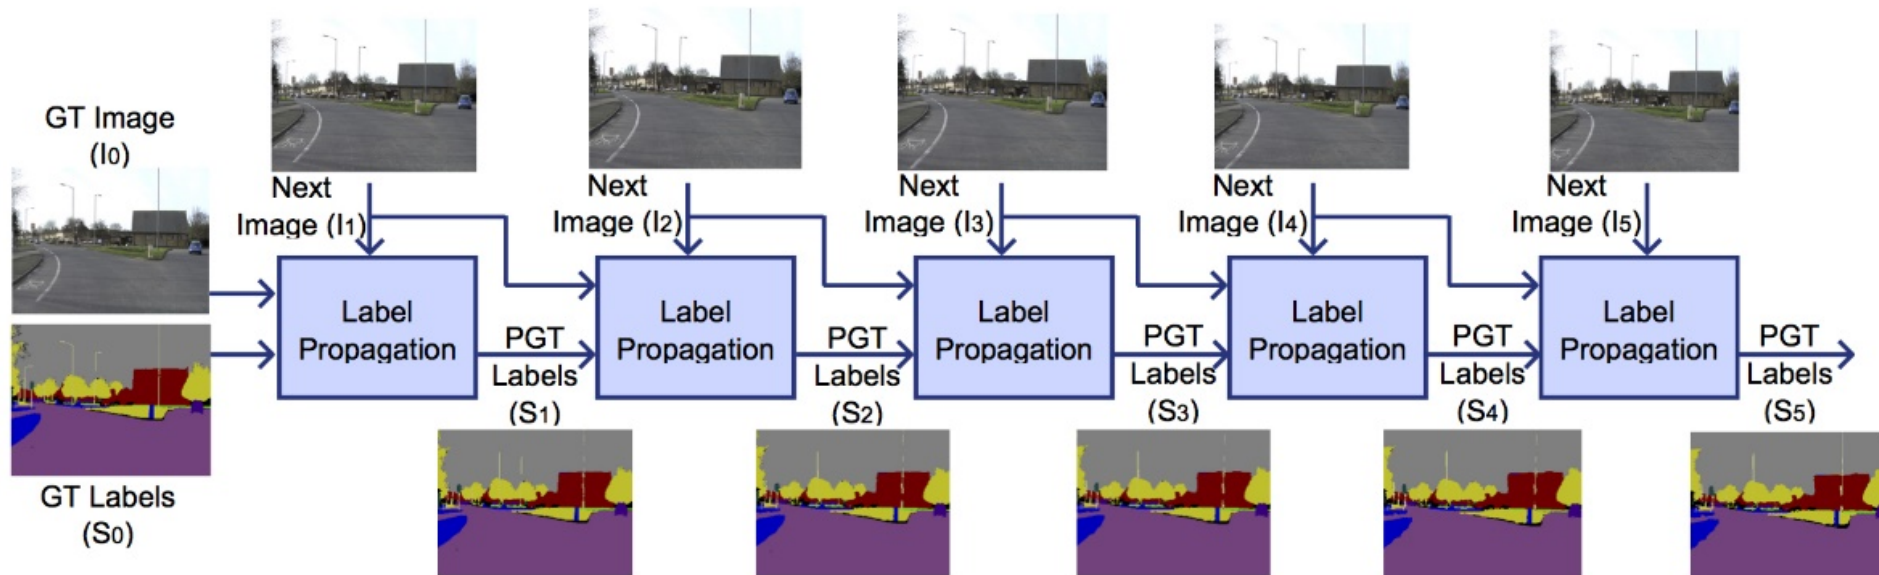 GT Image
(I0)
GT Labels
(S0)
Next
Image (I1)
Next
Image (I2)
Next
Image (I3)
Next
Image (I4)
Next
Image (I5)
Label
Propagation
Label
Propagation
Label
Propagation
Label
Propagation
Label
Propagation
PGT
Labels
(S1)
PGT
Labels
(S2)
PGT
Labels
(S3)
PGT
Labels
(S4)
PGT
Labels
(S5)